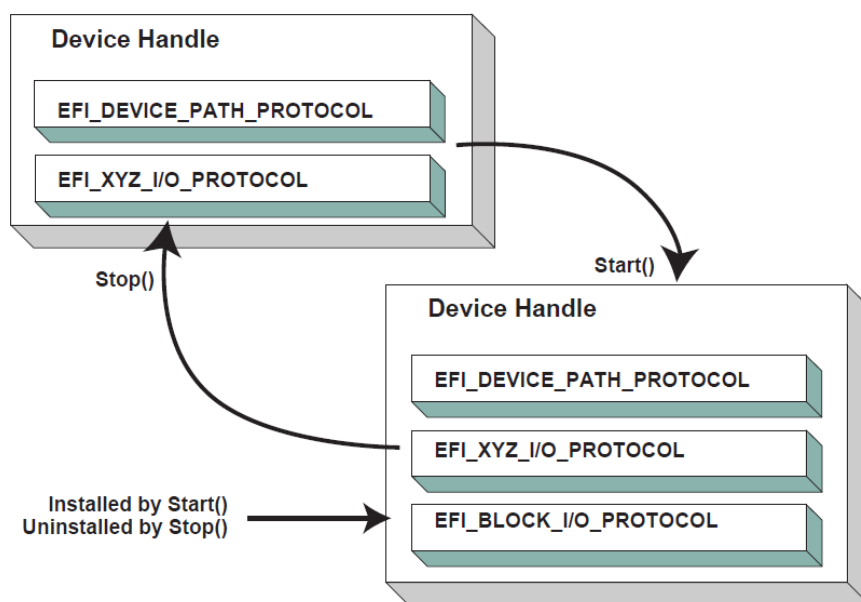 Device Handle
EFI_DEVICE_PATH_PROTOCOL
EFI_XYZ_I/O_PROTOCOL
Stop()
Start()
Device Handle
EFI_DEVICE_PATH_PROTOCOL
EFI_XYZ_I/O_PROTOCOL
Installed by Start()
Uninstalled by Stop()
EFI_BLOCK_I/O_PROTOCOL